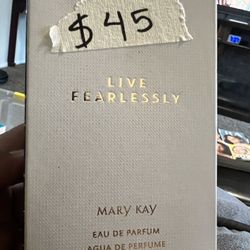 $45
LIVE
FEARLESSLY
MARY KAY
EAU DE PARFUM
AGUA DE PERFUME